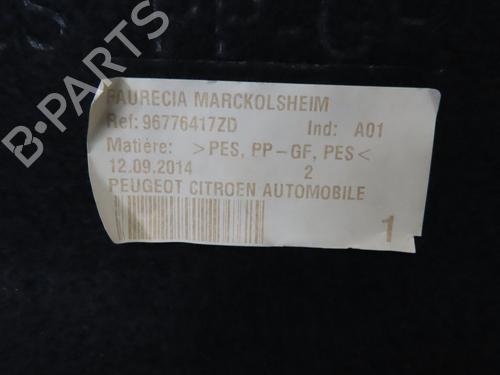 FAURECIA MARCKOLSHEIM
Ref: 96776417ZD Ind: A01
Matière: >PES, PP-GF, PES<
12.09.2014 2
PEUGEOT CITROEN AUTOMOBILE
1
B-PARTS